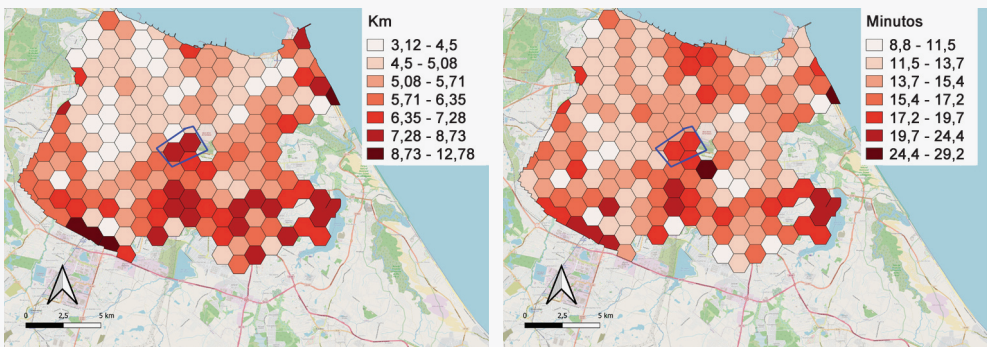 Km
3,12 - 4,5
4,5 - 5,08
5,08 - 5,71
5,71 - 6,35
6,35 - 7,28
7,28 - 8,73
8,73 - 12,78
0 2,5 5 km
Minutos
8,8 - 11,5
11,5 - 13,7
13,7 - 15,4
15,4 - 17,2
17,2 - 19,7
19,7 - 24,4
24,4 - 29,2
0 2,5 5 km